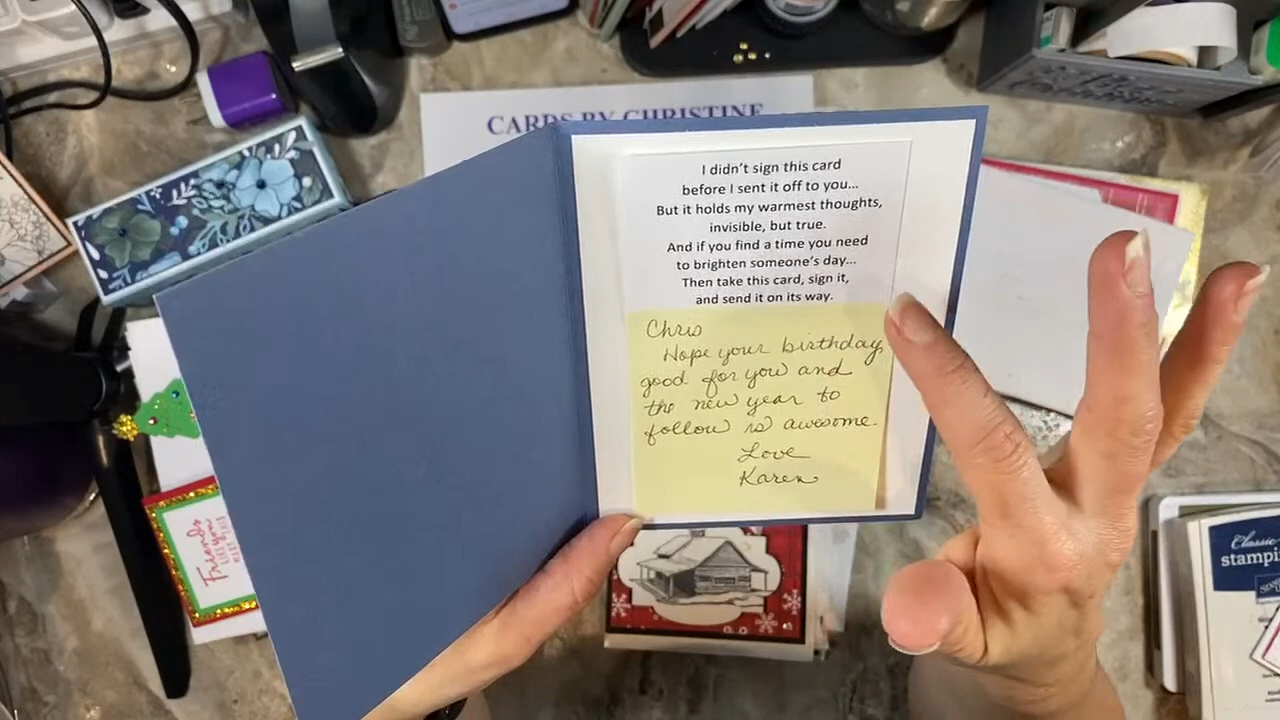 CARDS BY CHRISTINE
I didn't sign this card
before I sent it off to you...
But it holds my warmest thoughts,
invisible, but true.
And if you find a time you need
to brighten someone's day...
Then take this card, sign it,
and send it on its way.
Chris
Hope your birthday
good for you and
the new year to
follow is awesome.
Love
Karen
Friends
like you
Classic
stampin